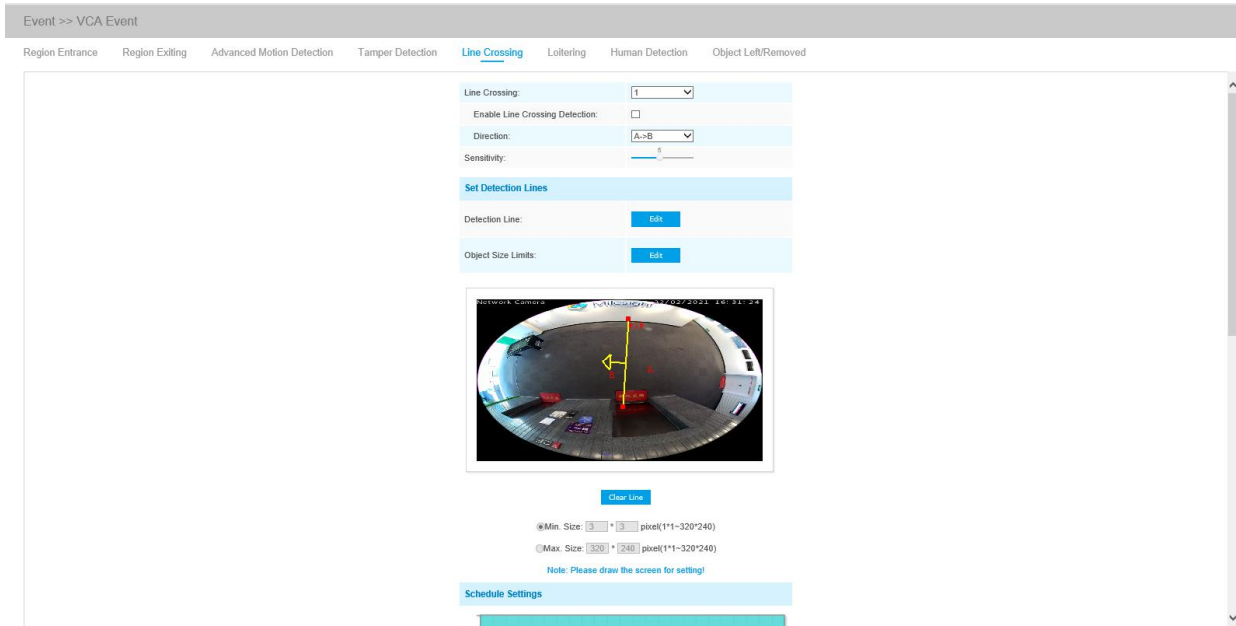 Event >> VCA Event
Region Entrance Region Exiting Advanced Motion Detection Tamper Detection Line Crossing Loitering Human Detection Object Left/Removed
Line Crossing: 1
Enable Line Crossing Detection:
Direction: A->B
Sensitivity: 5
Set Detection Lines
Detection Line: Edit
Object Size Limits: Edit
Network Camera 02/02/2021 16:31:24
Clear Line
Min. Size: 3 * 3 pixel(1*1~320*240)
Max. Size: 320 * 240 pixel(1*1~320*240)
Note: Please draw the screen for setting!
Schedule Settings